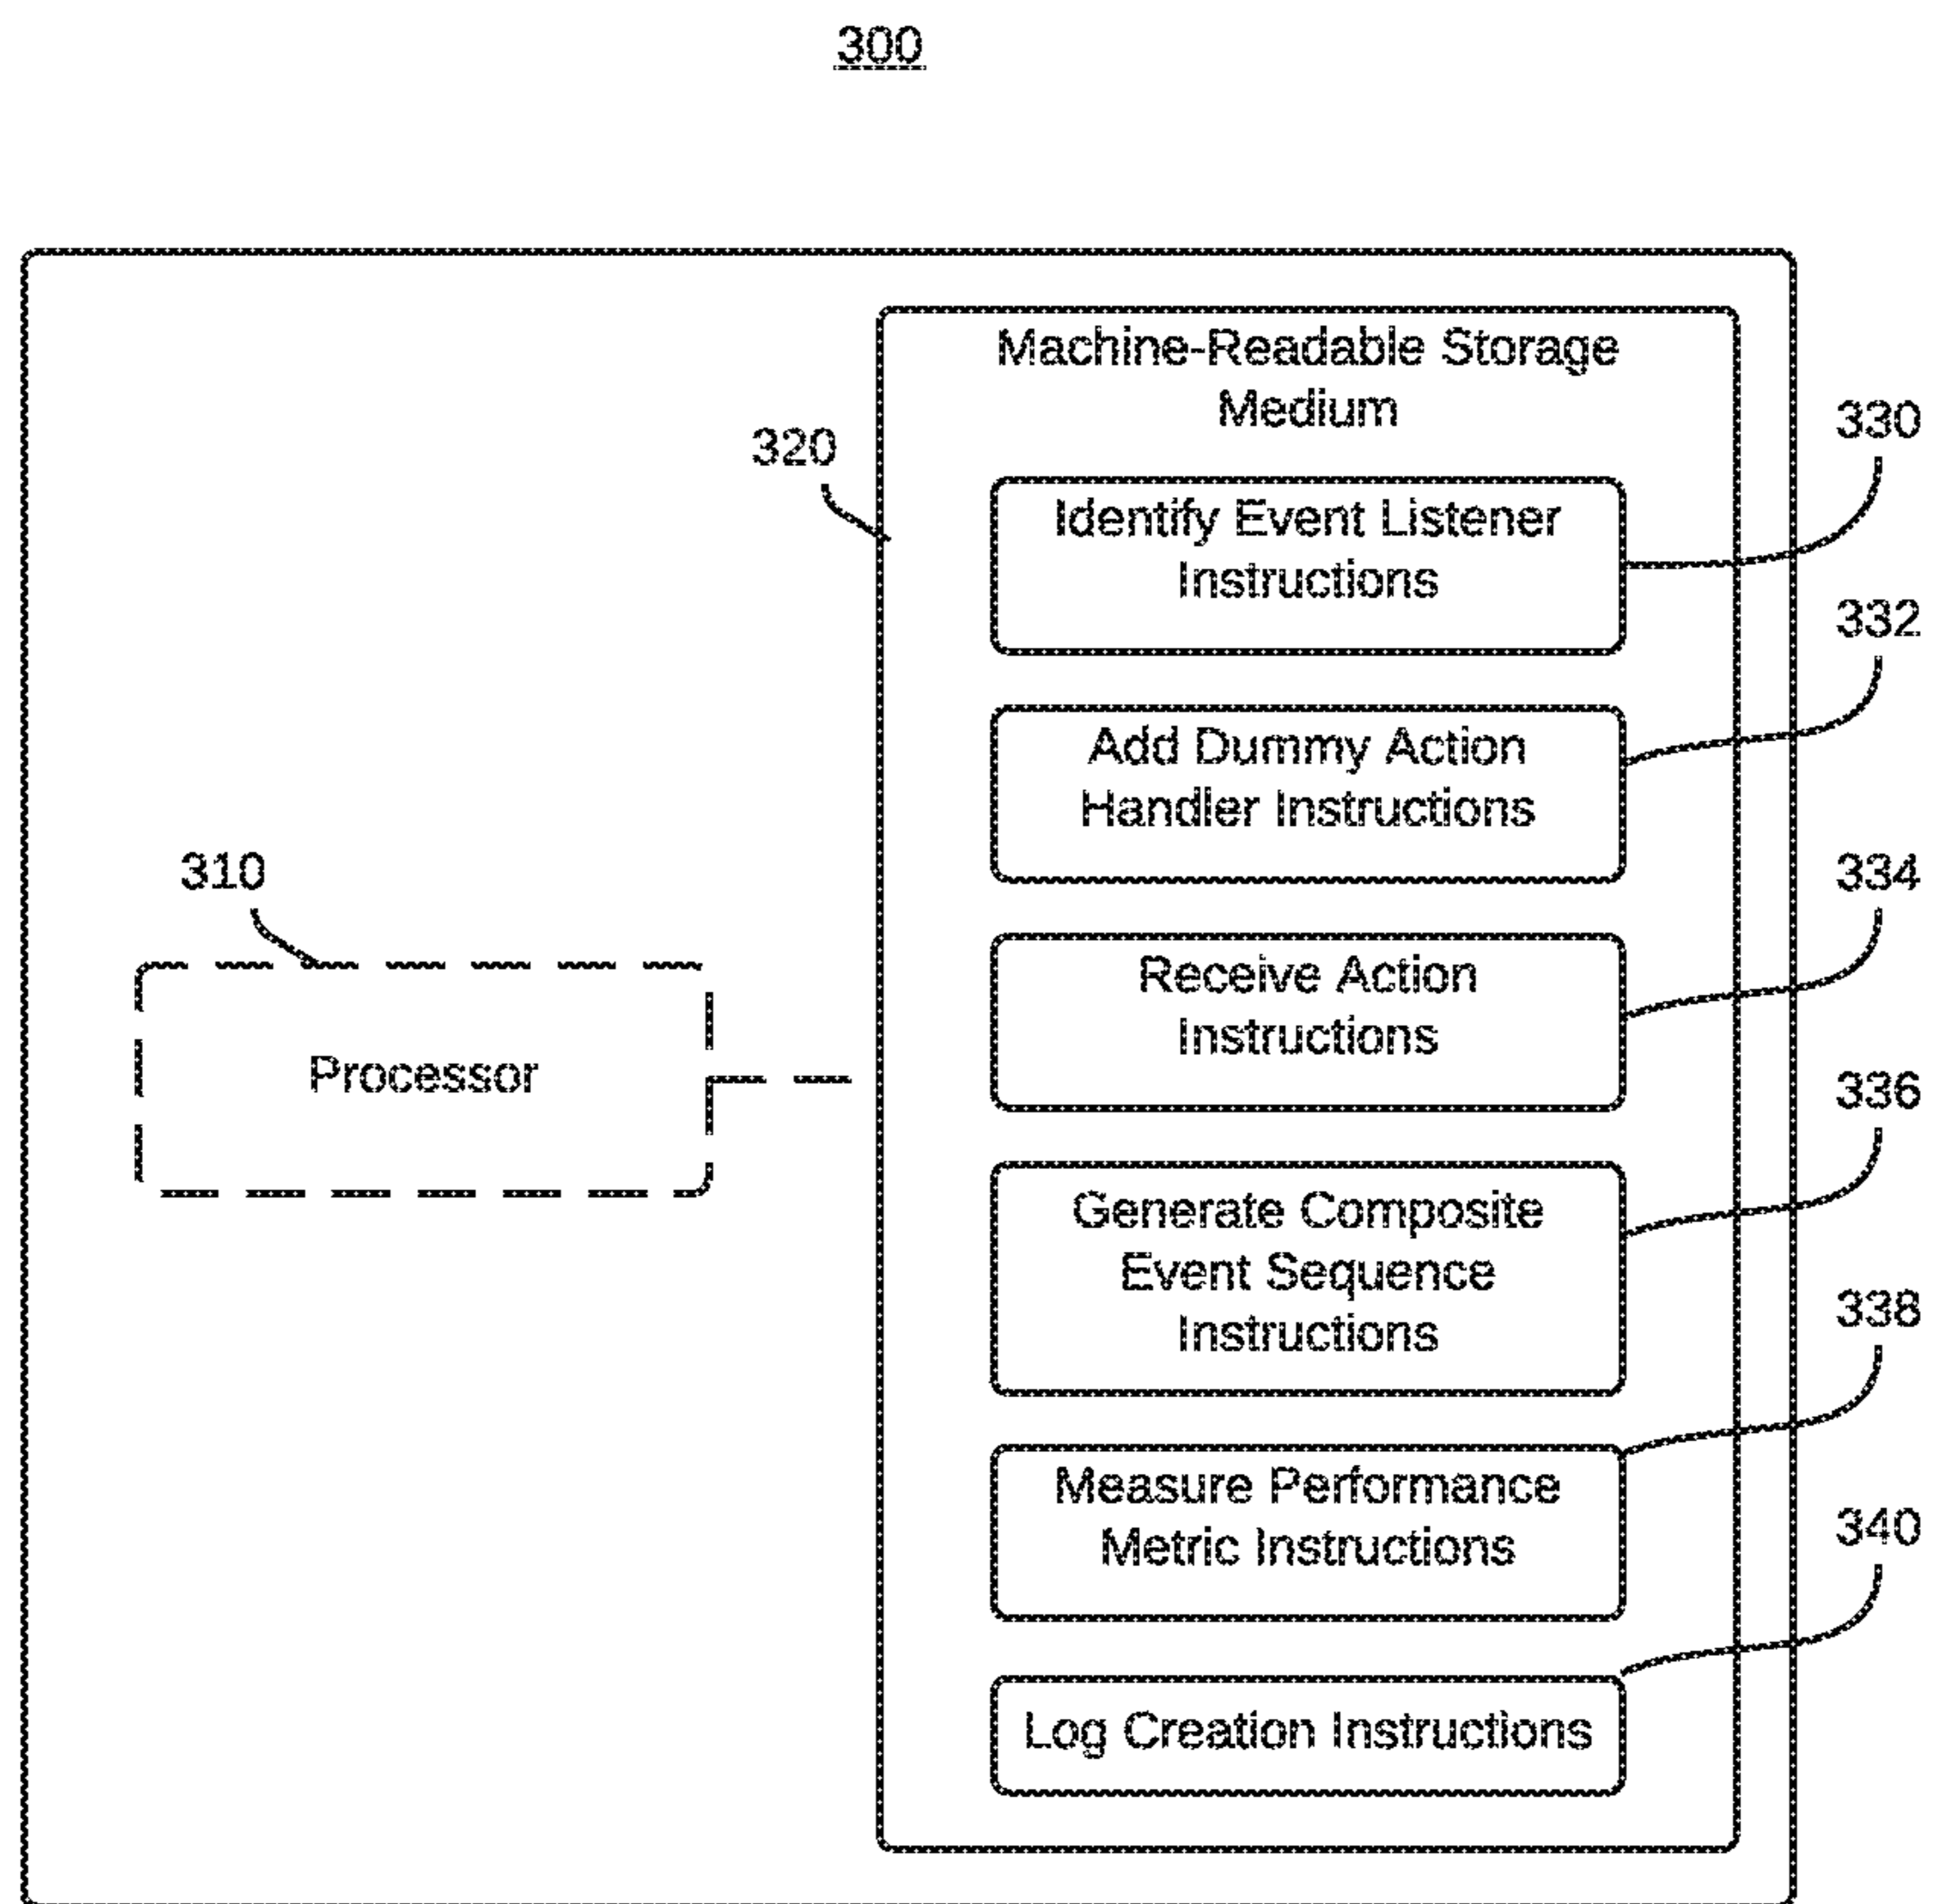 300
Machine-Readable Storage
Medium
320
330
Identify Event Listener
Instructions
332
Add Dummy Action
Handler Instructions
310
334
Receive Action
Instructions
Processor
336
Generate Composite
Event Sequence
Instructions
338
Measure Performance
Metric Instructions
340
Log Creation Instructions